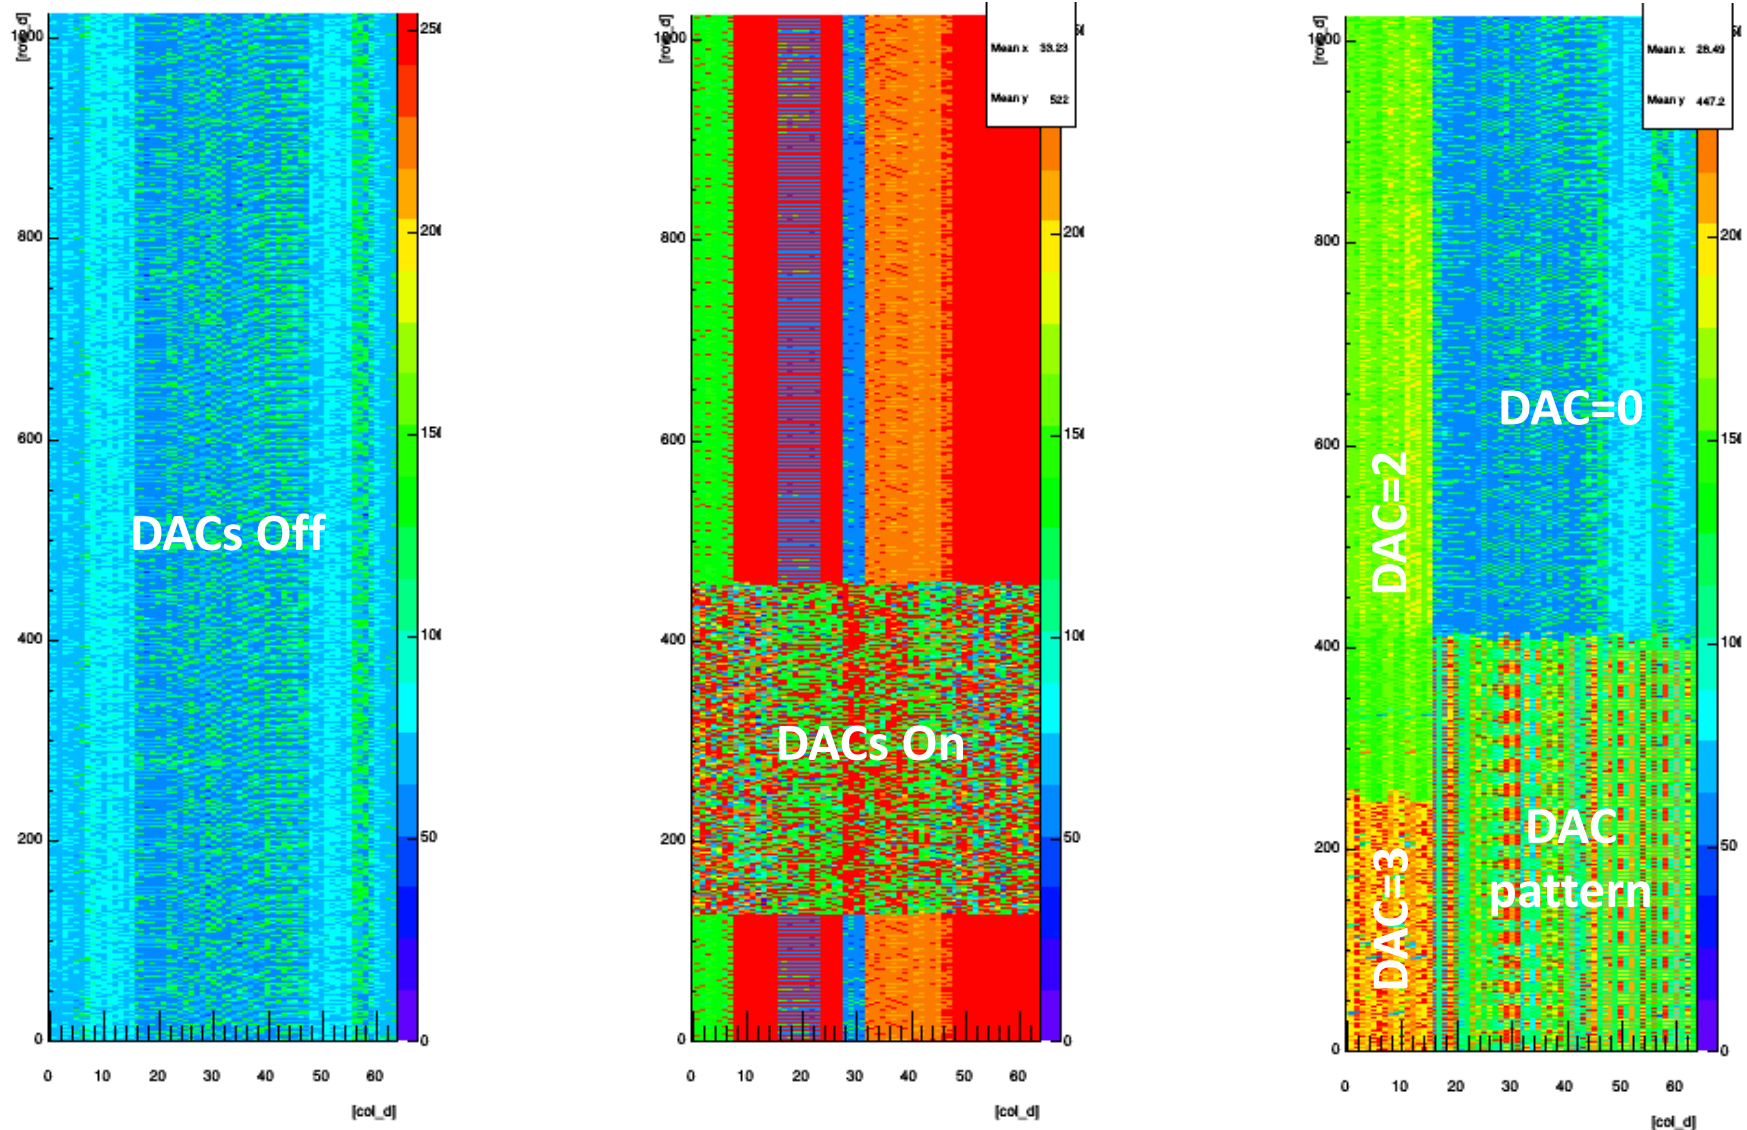 [row_d]
1000
800
600
400
200
0
0 10 20 30 40 50 60
[col_d]
250
200
150
100
50
0
DACs Off
[row_d]
1000
800
600
400
200
0
0 10 20 30 40 50 60
[col_d]
Mean x 33.23
Mean y 522
200
150
100
50
0
DACs On
[row_d]
1000
800
600
400
200
0
0 10 20 30 40 50 60
[col_d]
Mean x 28.49
Mean y 447.2
200
150
100
50
0
DAC=2
DAC=0
DAC=3
DAC
pattern